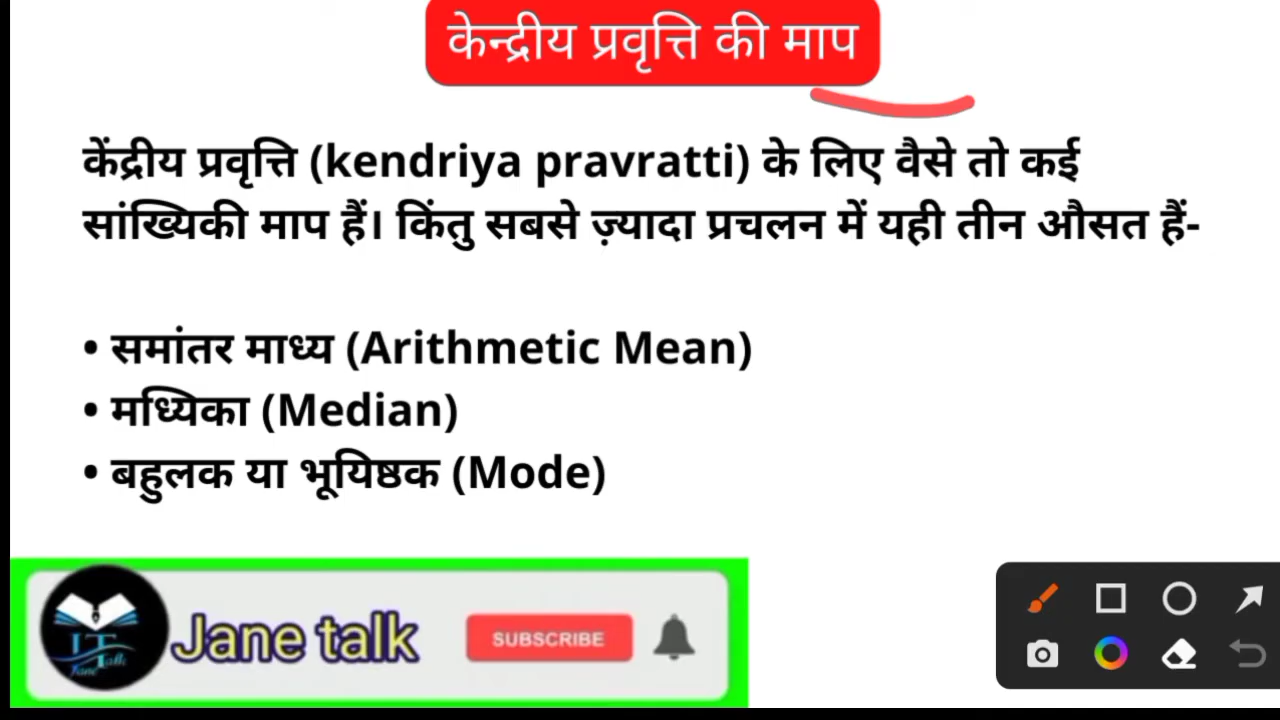 केन्द्रीय प्रवृत्ति की माप
केंद्रीय प्रवृत्ति (kendriya pravratti) के लिए वैसे तो कई
सांख्यिकी माप हैं। किंतु सबसे ज़्यादा प्रचलन में यही तीन औसत हैं-
• समांतर माध्य (Arithmetic Mean)
• मध्यिका (Median)
• बहुलक या भूयिष्ठक (Mode)
Jane talk
SUBSCRIBE